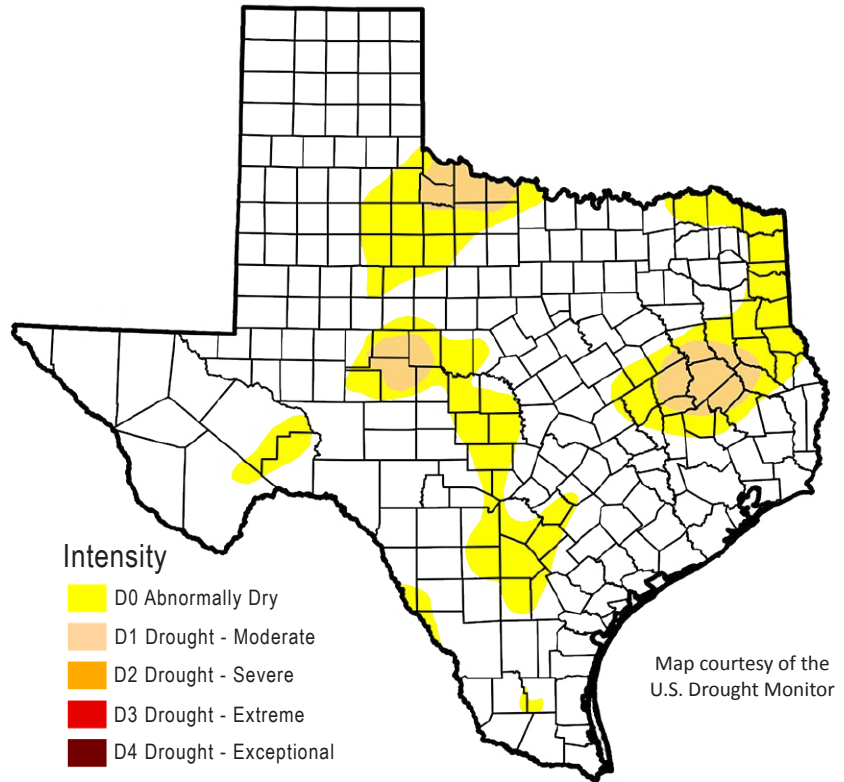 Intensity
D0 Abnormally Dry
D1 Drought - Moderate
D2 Drought - Severe
D3 Drought - Extreme
D4 Drought - Exceptional
Map courtesy of the
U.S. Drought Monitor